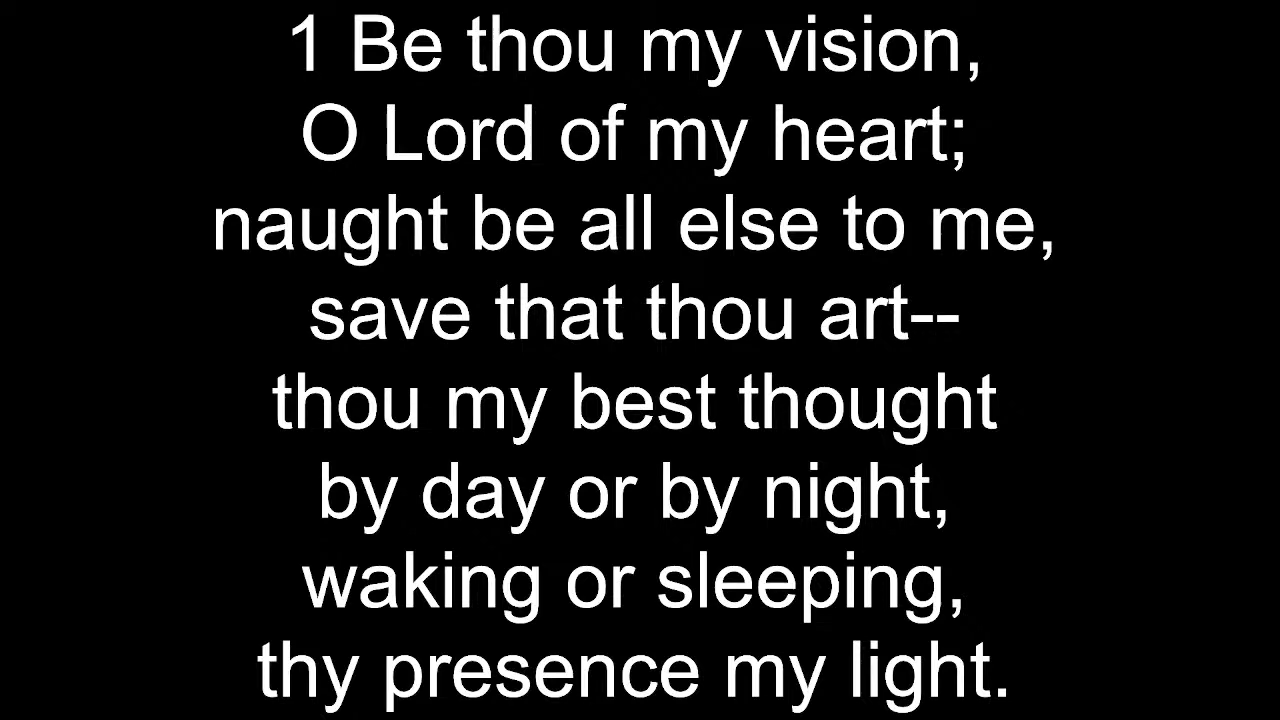 1 Be thou my vision,
O Lord of my heart;
naught be all else to me,
save that thou art--
thou my best thought
by day or by night,
waking or sleeping,
thy presence my light.